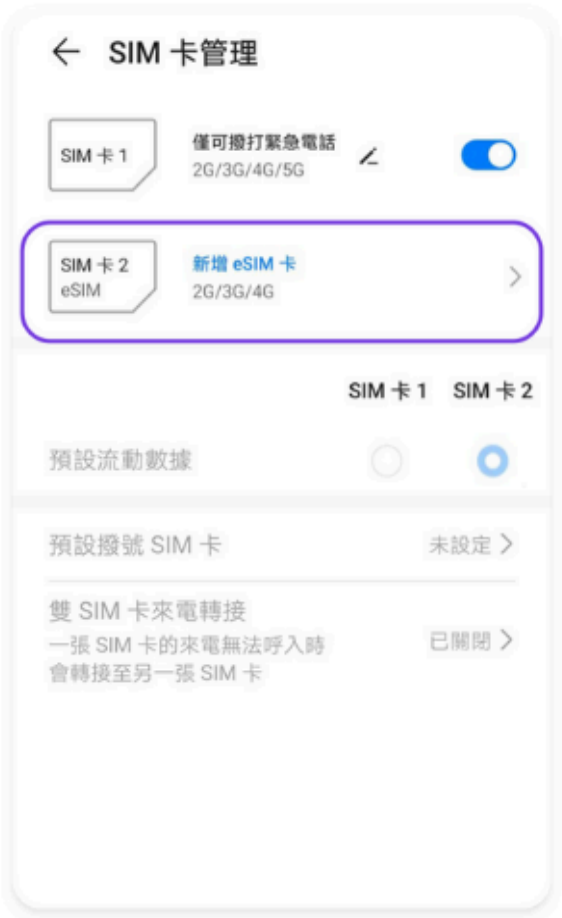 SIM 卡管理
SIM 卡 1
僅可撥打緊急電話
2G/3G/4G/5G
SIM 卡 2
eSIM
新增 eSIM 卡
2G/3G/4G
SIM 卡 1 SIM 卡 2
預設流動數據
預設撥號 SIM 卡 未設定
雙 SIM 卡來電轉接
一張 SIM 卡的來電無法呼入時
會轉接至另一張 SIM 卡
已關閉